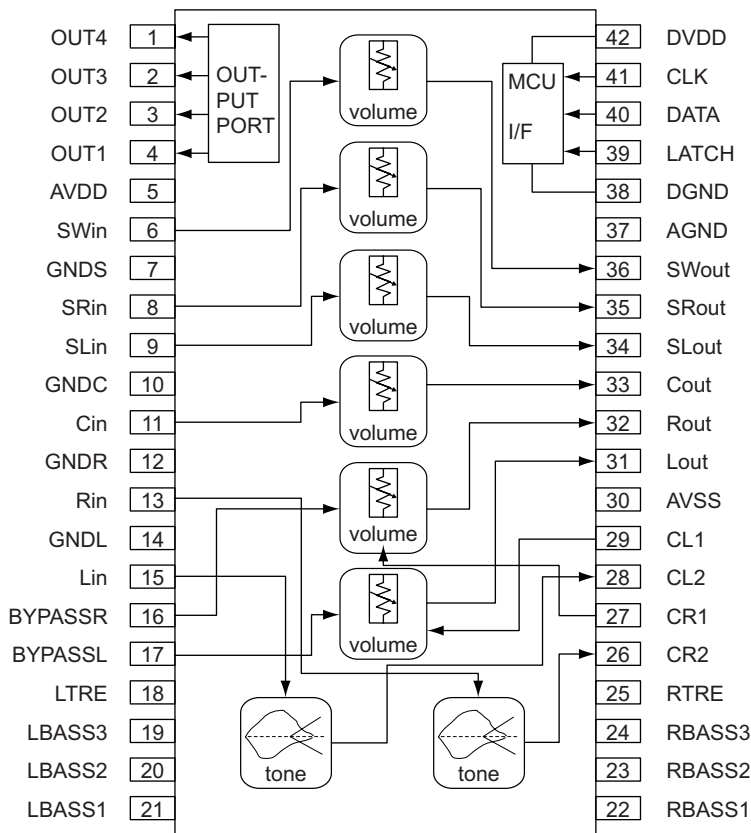 OUT4 1
OUT3 2
OUT2 3
OUT1 4
AVDD 5
SWin 6
GNDS 7
SRin 8
SLin 9
GNDC 10
Cin 11
GNDR 12
Rin 13
GNDL 14
Lin 15
BYPASSR 16
BYPASSL 17
LTRE 18
LBASS3 19
LBASS2 20
LBASS1 21
OUT-
PUT
PORT
volume
volume
volume
volume
volume
volume
tone
tone
MCU
I/F
42 DVDD
41 CLK
40 DATA
39 LATCH
38 DGND
37 AGND
36 SWout
35 SRout
34 SLout
33 Cout
32 Rout
31 Lout
30 AVSS
29 CL1
28 CL2
27 CR1
26 CR2
25 RTRE
24 RBASS3
23 RBASS2
22 RBASS1